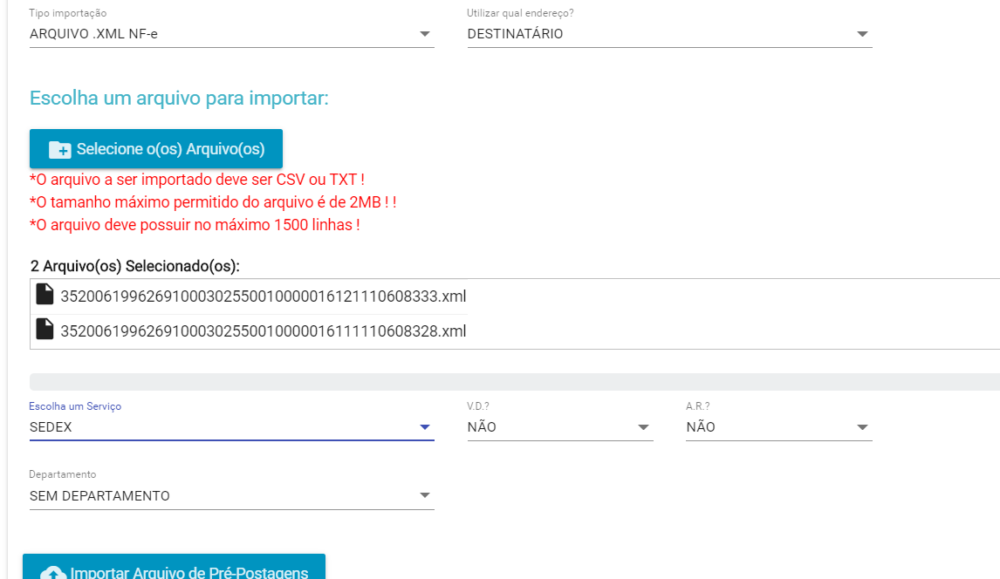 Tipo importação
Utilizar qual endereço?
ARQUIVO .XML NF-e
DESTINATÁRIO
Escolha um arquivo para importar:
Selecione o(os) Arquivo(os)
*O arquivo a ser importado deve ser CSV ou TXT !
*O tamanho máximo permitido do arquivo é de 2MB ! !
*O arquivo deve possuir no máximo 1500 linhas !
2 Arquivo(os) Selecionado(os):
35200619962691000302550010000016121110608333.xml
35200619962691000302550010000016111110608328.xml
Escolha um Serviço
V.D.?
A.R.?
SEDEX
NÃO
NÃO
Departamento
SEM DEPARTAMENTO
Importar Arquivo de Pré-Postagens